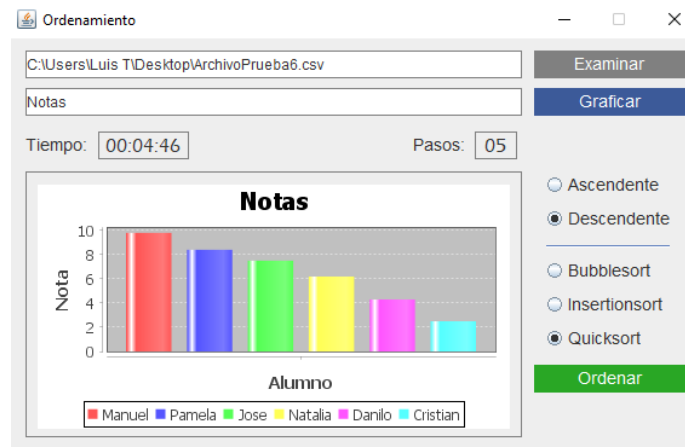 Ordenamiento
C:\Users\Luis T\Desktop\ArchivoPrueba6.csv
Examinar
Notas
Graficar
Tiempo: 00:04:46 Pasos: 05
Notas
10
8
6
4
2
0
Nota
Alumno
Manuel Pamela Jose Natalia Danilo Cristian
Ascendente
Descendente
Bubblesort
Insertionsort
Quicksort
Ordenar